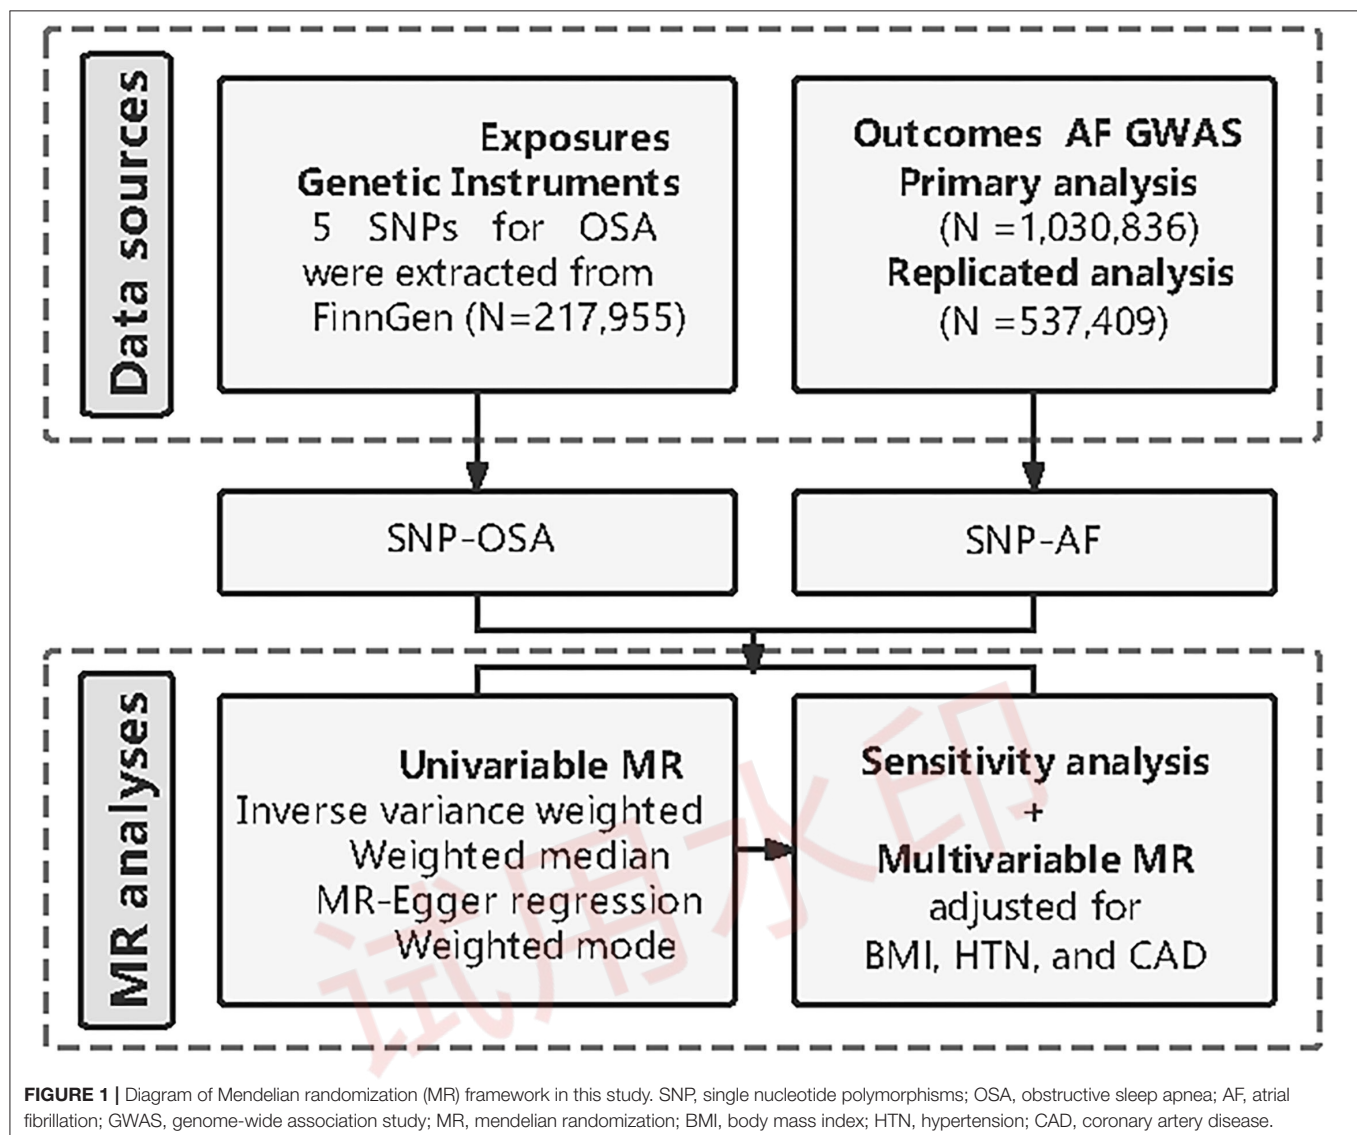 Data sources
Exposures
Genetic Instruments
5 SNPs for OSA
were extracted from
FinnGen (N=217,955)
Outcomes AF GWAS
Primary analysis
(N =1,030,836)
Replicated analysis
(N =537,409)
SNP-OSA
SNP-AF
MR analyses
Univariable MR
Inverse variance weighted
Weighted median
MR-Egger regression
Weighted mode
Sensitivity analysis
+
Multivariable MR
adjusted for
BMI, HTN, and CAD
试用水印
FIGURE 1 | Diagram of Mendelian randomization (MR) framework in this study. SNP, single nucleotide polymorphisms; OSA, obstructive sleep apnea; AF, atrial
fibrillation; GWAS, genome-wide association study; MR, mendelian randomization; BMI, body mass index; HTN, hypertension; CAD, coronary artery disease.